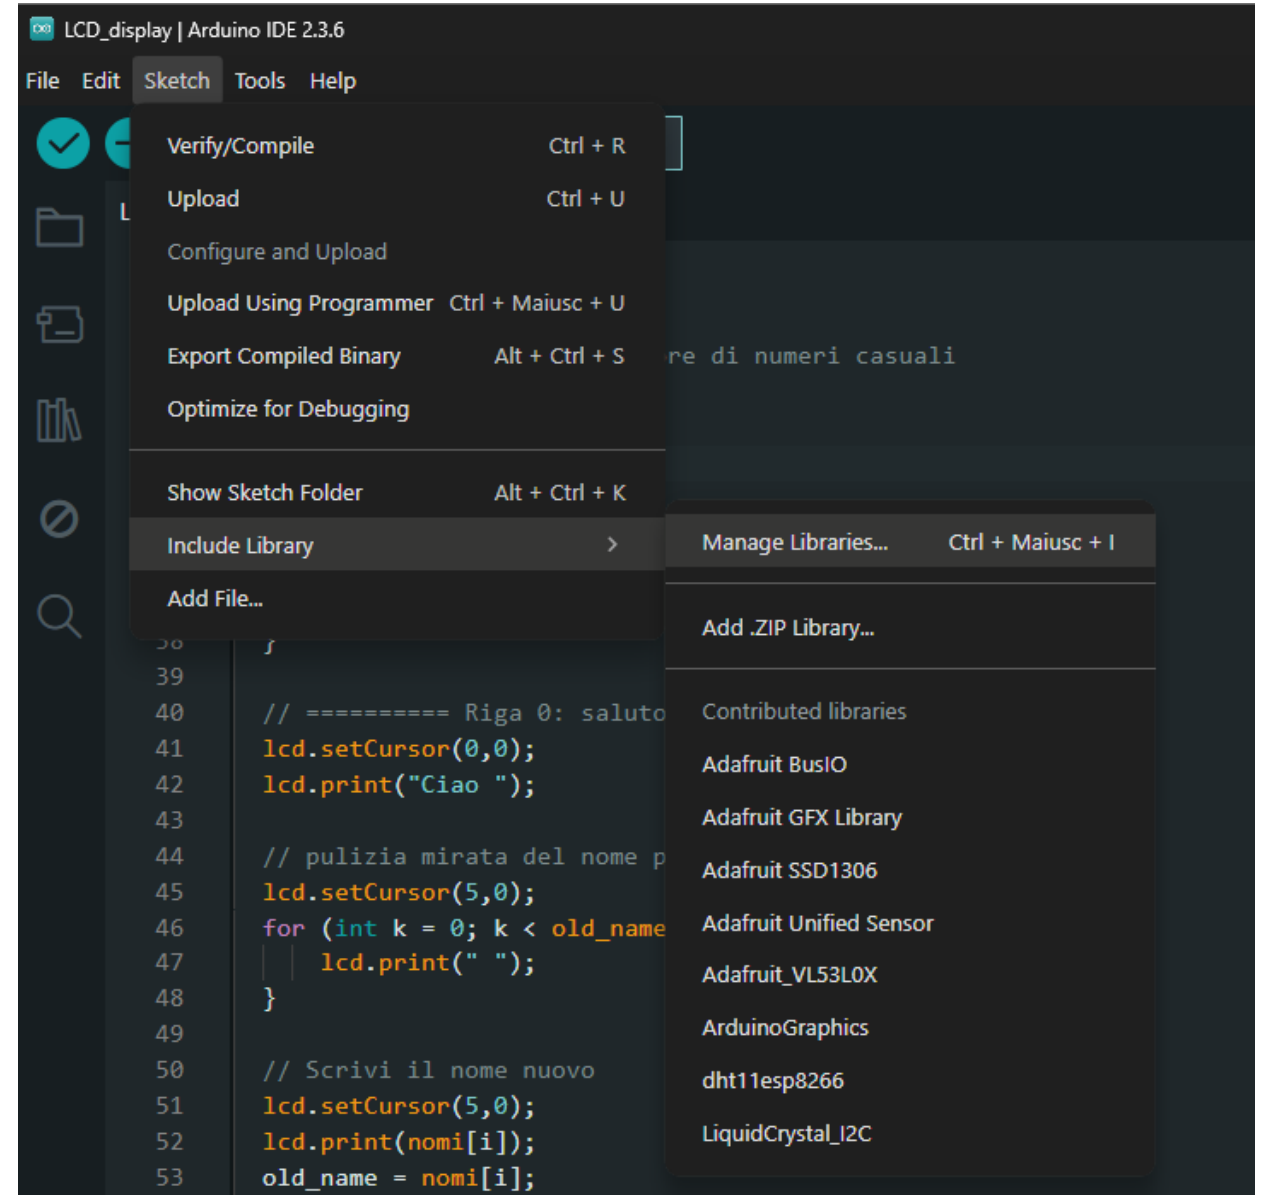 LCD_display | Arduino IDE 2.3.6
File Edit Sketch Tools Help
Verify/Compile Ctrl + R
Upload Ctrl + U
L
Configure and Upload
Upload Using Programmer Ctrl + Maiusc + U
Export Compiled Binary Alt + Ctrl + S
re di numeri casuali
Optimize for Debugging
Show Sketch Folder Alt + Ctrl + K
Include Library >
Add File...
Manage Libraries... Ctrl + Maiusc + I
Add .ZIP Library...
Contributed libraries
Adafruit BusIO
Adafruit GFX Library
Adafruit SSD1306
Adafruit Unified Sensor
Adafruit_VL53L0X
ArduinoGraphics
dht11esp8266
LiquidCrystal_I2C
38 }
39
40 // ========== Riga 0: saluto
41 lcd.setCursor(0,0);
42 lcd.print("Ciao ");
43
44 // pulizia mirata del nome p
45 lcd.setCursor(5,0);
46 for (int k = 0; k < old_name
47 lcd.print(" ");
48 }
49
50 // Scrivi il nome nuovo
51 lcd.setCursor(5,0);
52 lcd.print(nomi[i]);
53 old_name = nomi[i];